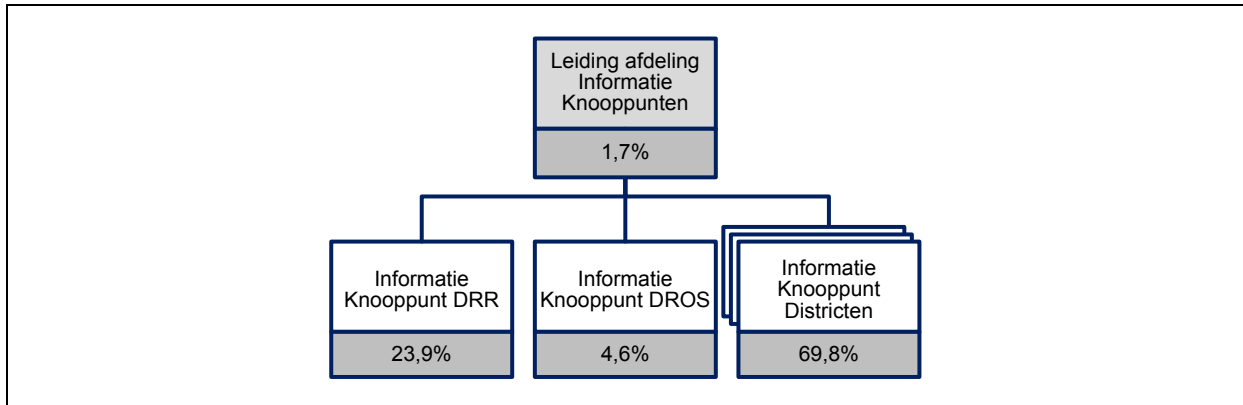 Leiding afdeling
Informatie
Knooppunten
1,7%
Informatie
Knooppunt DRR
23,9%
Informatie
Knooppunt DROS
4,6%
Informatie
Knooppunt
Districten
69,8%